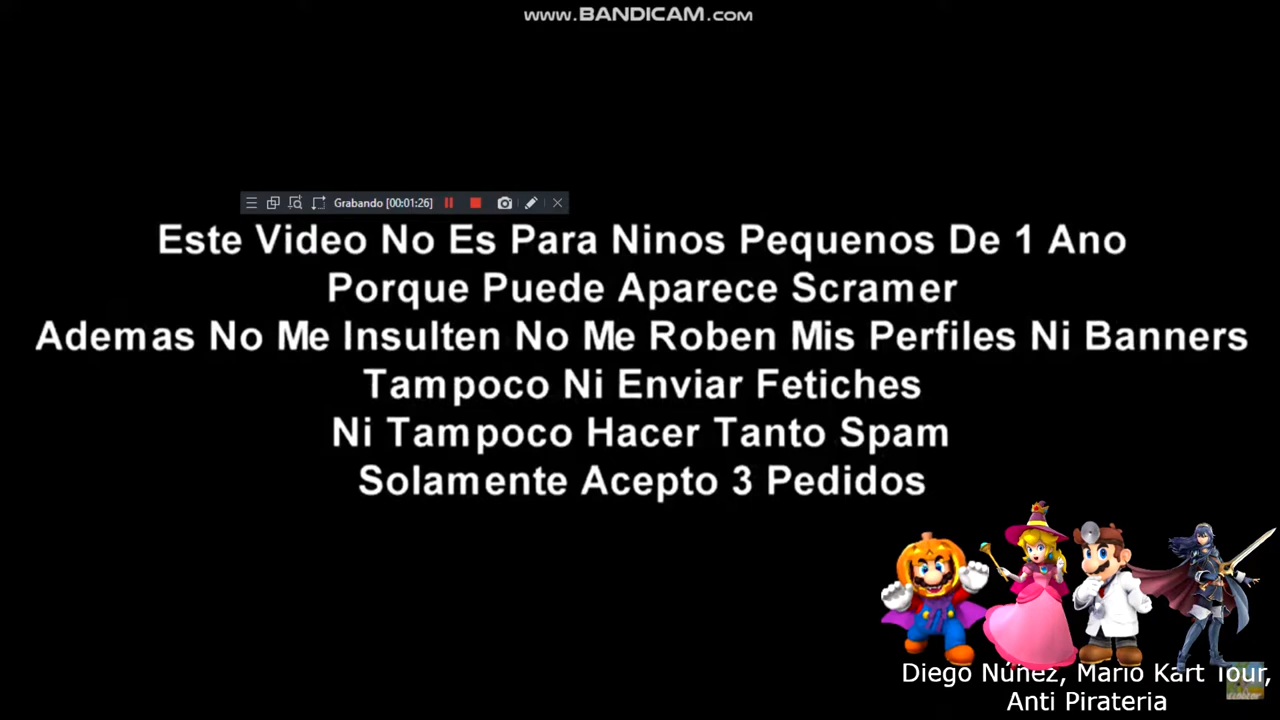 www.BANDICAM.com
Grabando [00:01:26]
Este Video No Es Para Ninos Pequenos De 1 Ano
Porque Puede Aparece Scramer
Ademas No Me Insulten No Me Roben Mis Perfiles Ni Banners
Tampoco Ni Enviar Fetiches
Ni Tampoco Hacer Tanto Spam
Solamente Acepto 3 Pedidos
Diego Núñez, Mario Kart Tour,
Anti Pirateria